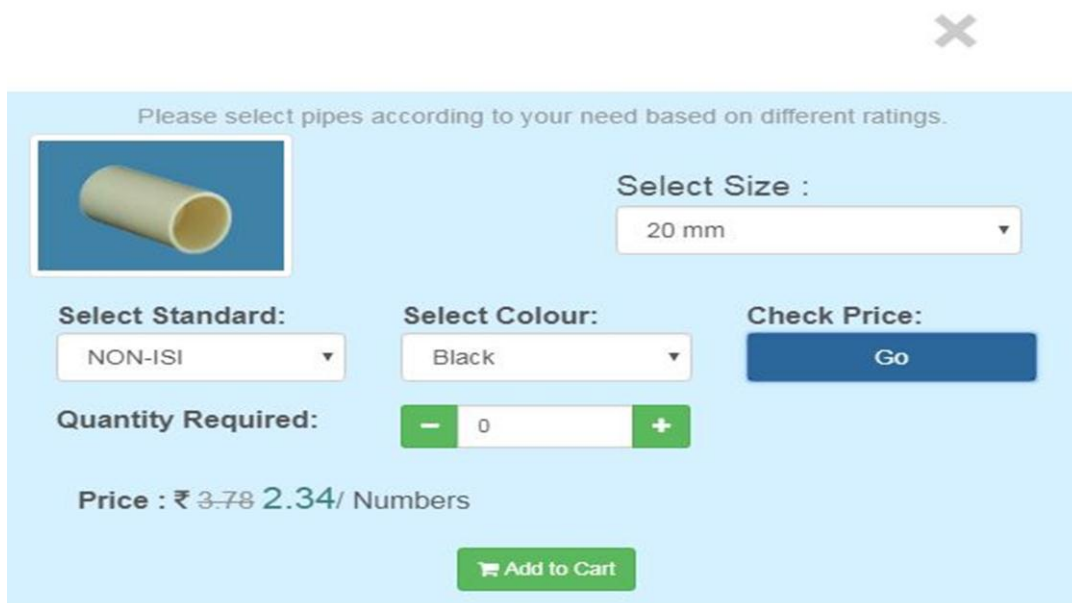 Please select pipes according to your need based on different ratings.
Select Size :
20 mm
Select Standard:
Select Colour:
Check Price:
NON-ISI
Black
Go
Quantity Required:
0
Price : ₹ 3.78 2.34/ Numbers
Add to Cart